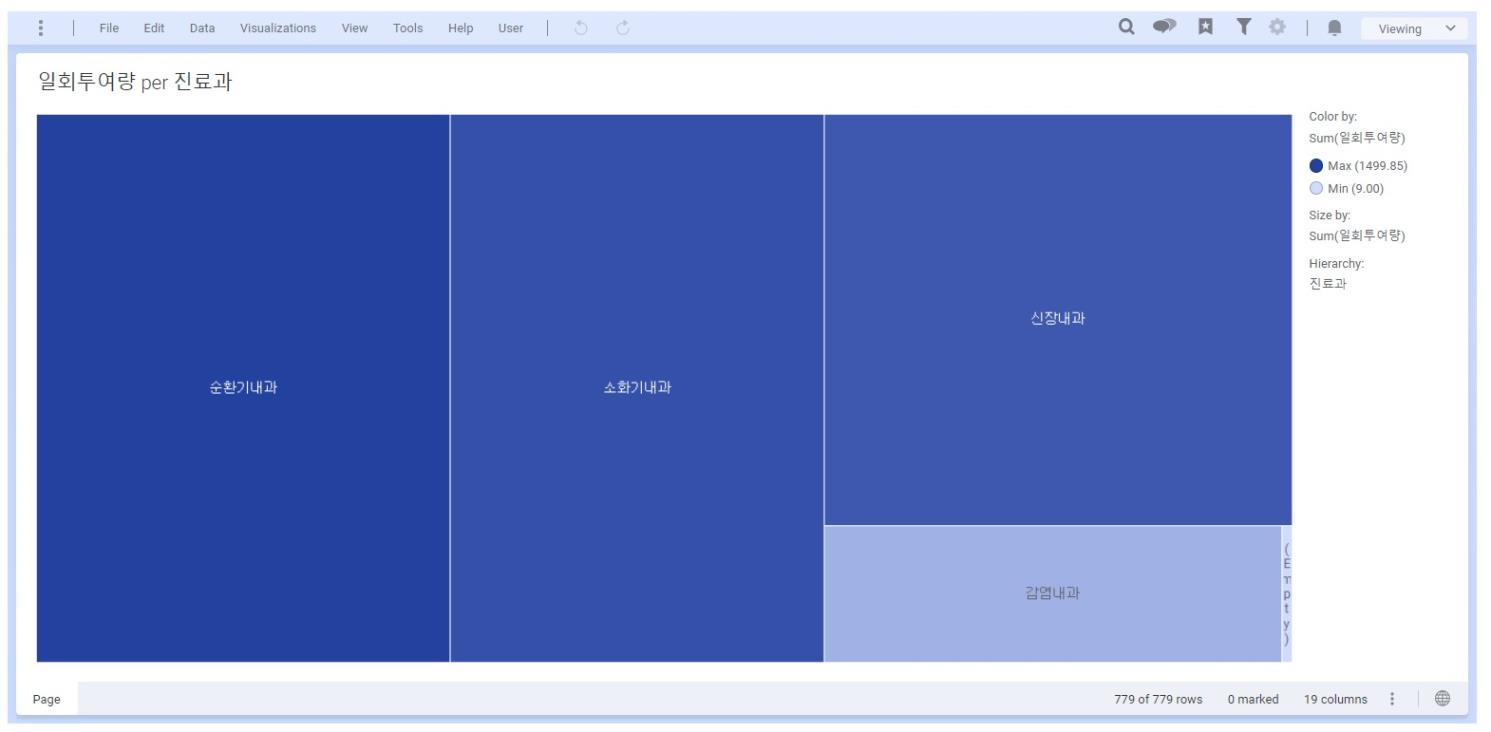 File Edit Data Visualizations View Tools Help User Viewing
일회투여량 per 진료과
Color by:
Sum(일회투여량)
Max (1499.85)
Min (9.00)
Size by:
Sum(일회투여량)
Hierarchy:
진료과
순환기내과
소화기내과
신장내과
감염내과
(Empty)
Page 779 of 779 rows 0 marked 19 columns